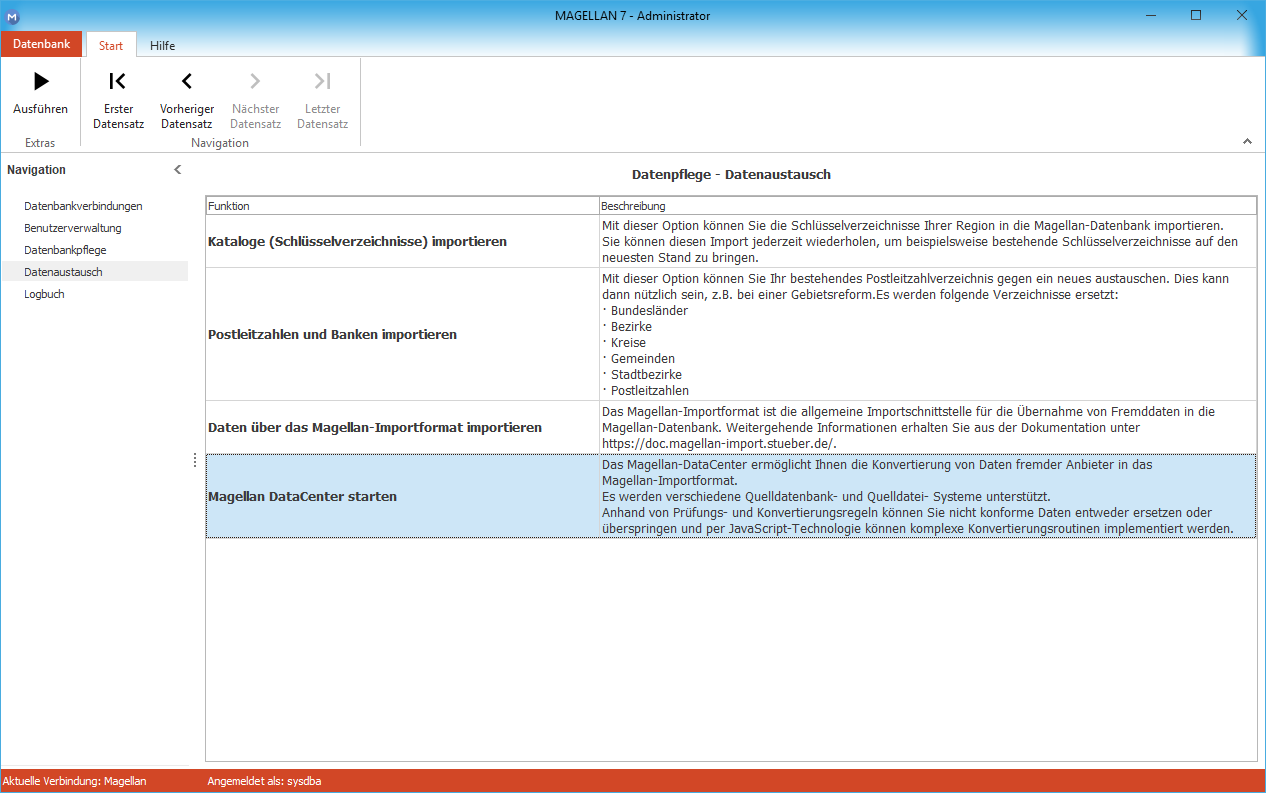 M
MAGELLAN 7 - Administrator
Datenbank
Start
Hilfe
Ausführen
Erster
Datensatz
Vorheriger
Datensatz
Nächster
Datensatz
Letzter
Datensatz
Extras
Navigation
Navigation
Datenbankverbindungen
Benutzerverwaltung
Datenbankpflege
Datenaustausch
Logbuch
Datenpflege - Datenaustausch
Funktion
Beschreibung
Kataloge (Schlüsselverzeichnisse) importieren
Mit dieser Option können Sie die Schlüsselverzeichnisse Ihrer Region in die Magellan-Datenbank importieren.
Sie können diesen Import jederzeit wiederholen, um beispielsweise bestehende Schlüsselverzeichnisse auf den
neuesten Stand zu bringen.
Postleitzahlen und Banken importieren
Mit dieser Option können Sie Ihr bestehendes Postleitzahlverzeichnis gegen ein neues austauschen. Dies kann
dann nützlich sein, z.B. bei einer Gebietsreform.Es werden folgende Verzeichnisse ersetzt:
· Bundesländer
· Bezirke
· Kreise
· Gemeinden
· Stadtbezirke
· Postleitzahlen
Daten über das Magellan-Importformat importieren
Das Magellan-Importformat ist die allgemeine Importschnittstelle für die Übernahme von Fremddaten in die
Magellan-Datenbank. Weitergehende Informationen erhalten Sie aus der Dokumentation unter
https://doc.magellan-import.stueber.de/.
Magellan DataCenter starten
Das Magellan-DataCenter ermöglicht Ihnen die Konvertierung von Daten fremder Anbieter in das
Magellan-Importformat.
Es werden verschiedene Quelldatenbank- und Quelldatei- Systeme unterstützt.
Anhand von Prüfungs- und Konvertierungsregeln können Sie nicht konforme Daten entweder ersetzen oder
überspringen und per JavaScript-Technologie können komplexe Konvertierungsroutinen implementiert werden.
Aktuelle Verbindung: Magellan
Angemeldet als: sysdba